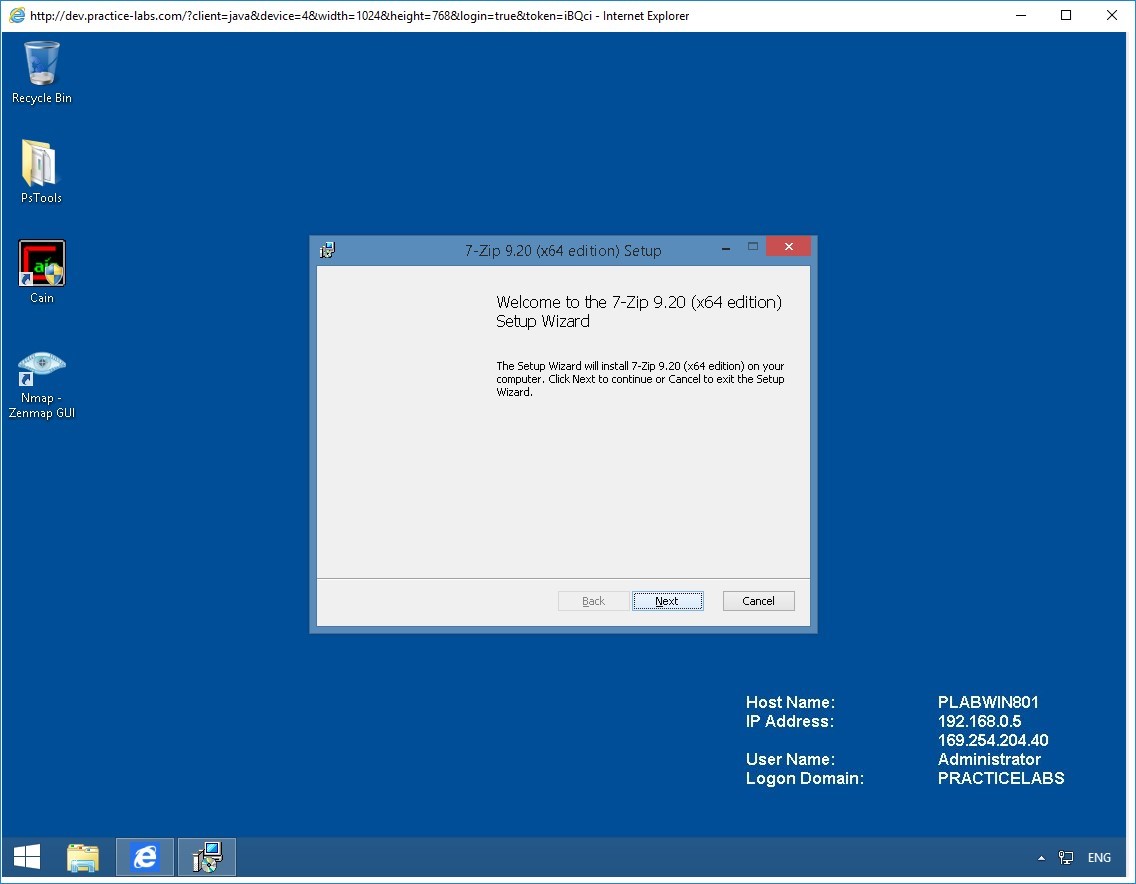 http://dev.practice-labs.com/?client=java&device=4&width=1024&height=768&login=true&token=iBQci - Internet Explorer
Recycle Bin
PsTools
Cain
Nmap -
Zenmap GUI
7-Zip 9.20 (x64 edition) Setup
Welcome to the 7-Zip 9.20 (x64 edition)
Setup Wizard
The Setup Wizard will install 7-Zip 9.20 (x64 edition) on your
computer. Click Next to continue or Cancel to exit the Setup
Wizard.
Back Next Cancel
Host Name: PLABWIN801
IP Address: 192.168.0.5
169.254.204.40
User Name: Administrator
Logon Domain: PRACTICELABS
ENG